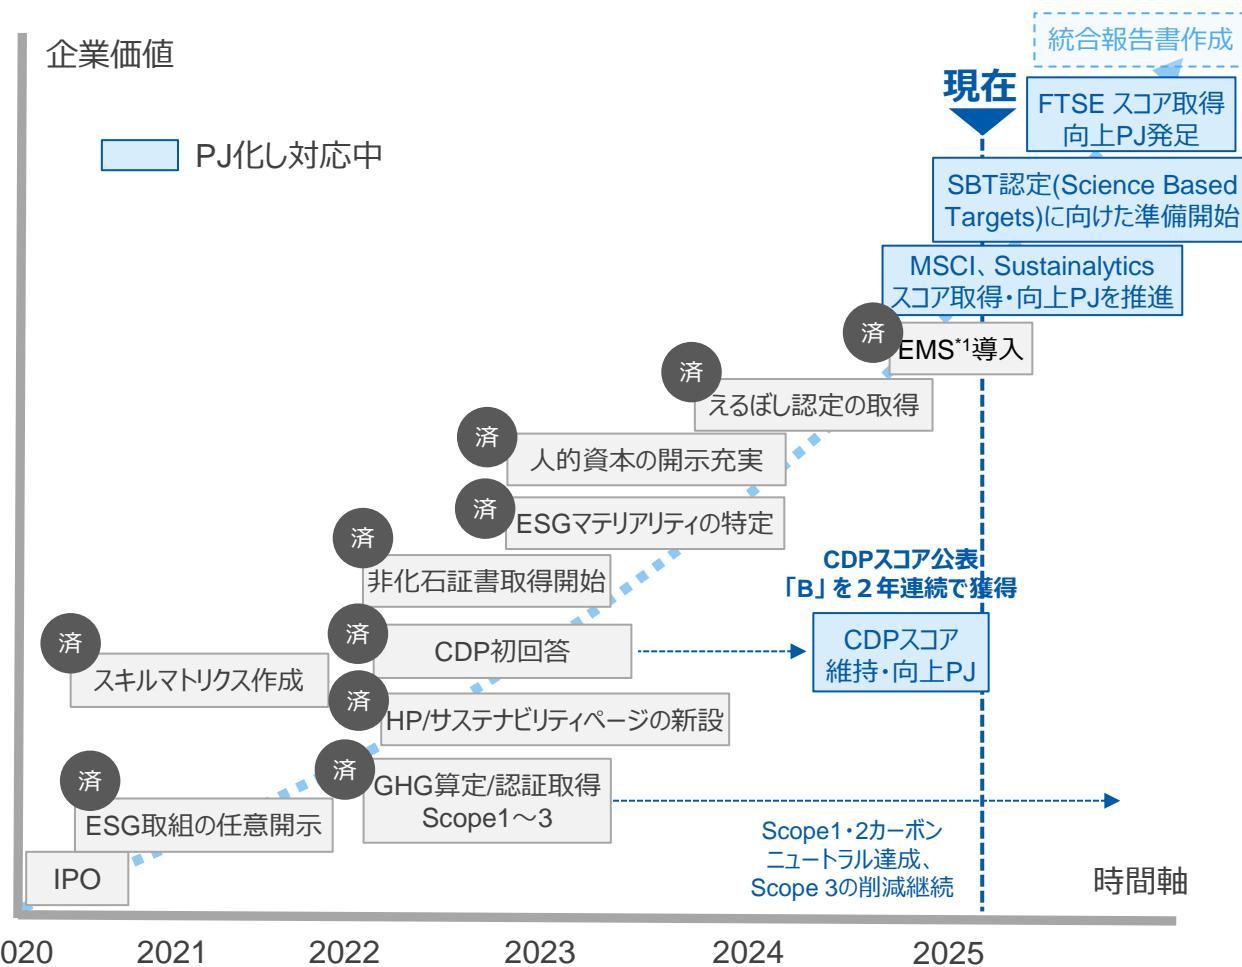 企業価値
統合報告書作成
現在
FTSE スコア取得
向上PJ発足
PJ化し対応中
SBT認定(Science Based
Targets)に向けた準備開始
MSCI、Sustainalytics
スコア取得・向上PJを推進
済
EMS*1導入
済
えるぼし認定の取得
済
人的資本の開示充実
済
ESGマテリアリティの特定
済
非化石証書取得開始
CDPスコア公表
「B」を２年連続で獲得
済
CDP初回答
CDPスコア
維持・向上PJ
済
スキルマトリクス作成
済
HP/サステナビリティページの新設
済
GHG算定/認証取得
Scope1～3
済
ESG取組の任意開示
Scope1・2カーボン
ニュートラル達成、
Scope 3の削減継続
IPO
時間軸
020 2021 2022 2023 2024 2025